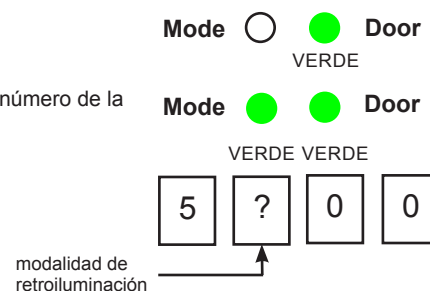 Mode Door
VERDE
número de la
Mode Door
VERDE VERDE
5 ? 0 0
modalidad de
retroiluminación